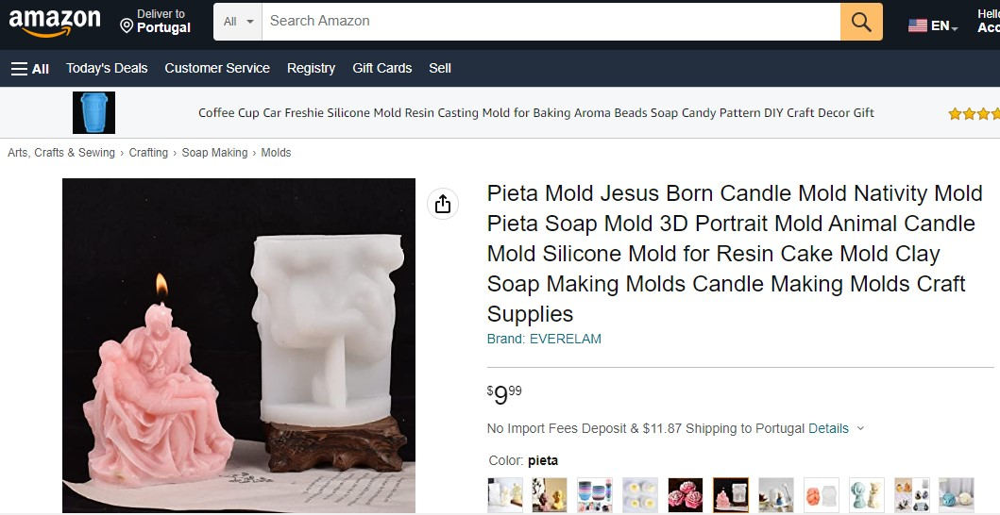 amazon
Deliver to
Portugal
All
Search Amazon
EN
Hell
Acc
All Today's Deals Customer Service Registry Gift Cards Sell
Coffee Cup Car Freshie Silicone Mold Resin Casting Mold for Baking Aroma Beads Soap Candy Pattern DIY Craft Decor Gift
Arts, Crafts & Sewing › Crafting › Soap Making › Molds
Pieta Mold Jesus Born Candle Mold Nativity Mold
Pieta Soap Mold 3D Portrait Mold Animal Candle
Mold Silicone Mold for Resin Cake Mold Clay
Soap Making Molds Candle Making Molds Craft
Supplies
Brand: EVERELAM
$9.99
No Import Fees Deposit & $11.87 Shipping to Portugal Details
Color: pieta